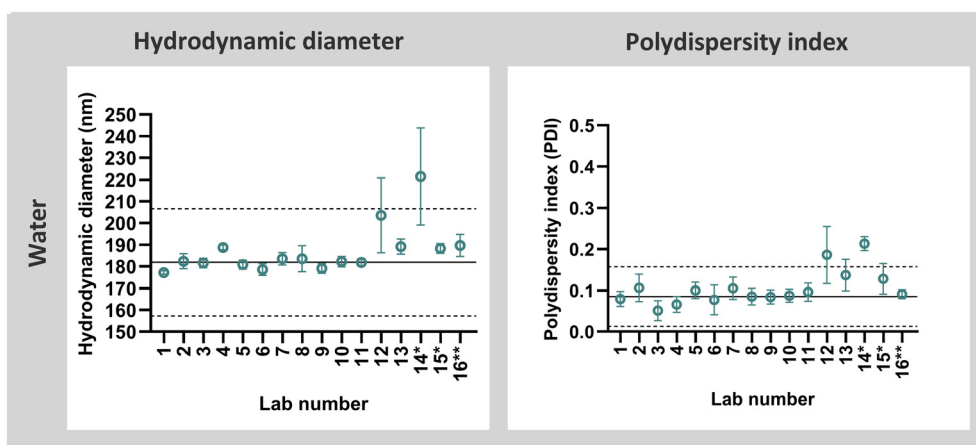 Hydrodynamic diameter
Polydispersity index
Water
Hydrodynamic diameter (nm)
250
240
230
220
210
200
190
180
170
160
150
1 2 3 4 5 6 7 8 9 10 11 12 13 14* 15* 16**
Lab number
Polydispersity index (PDI)
0.5
0.4
0.3
0.2
0.1
0.0
1 2 3 4 5 6 7 8 9 10 11 12 13 14* 15* 16**
Lab number